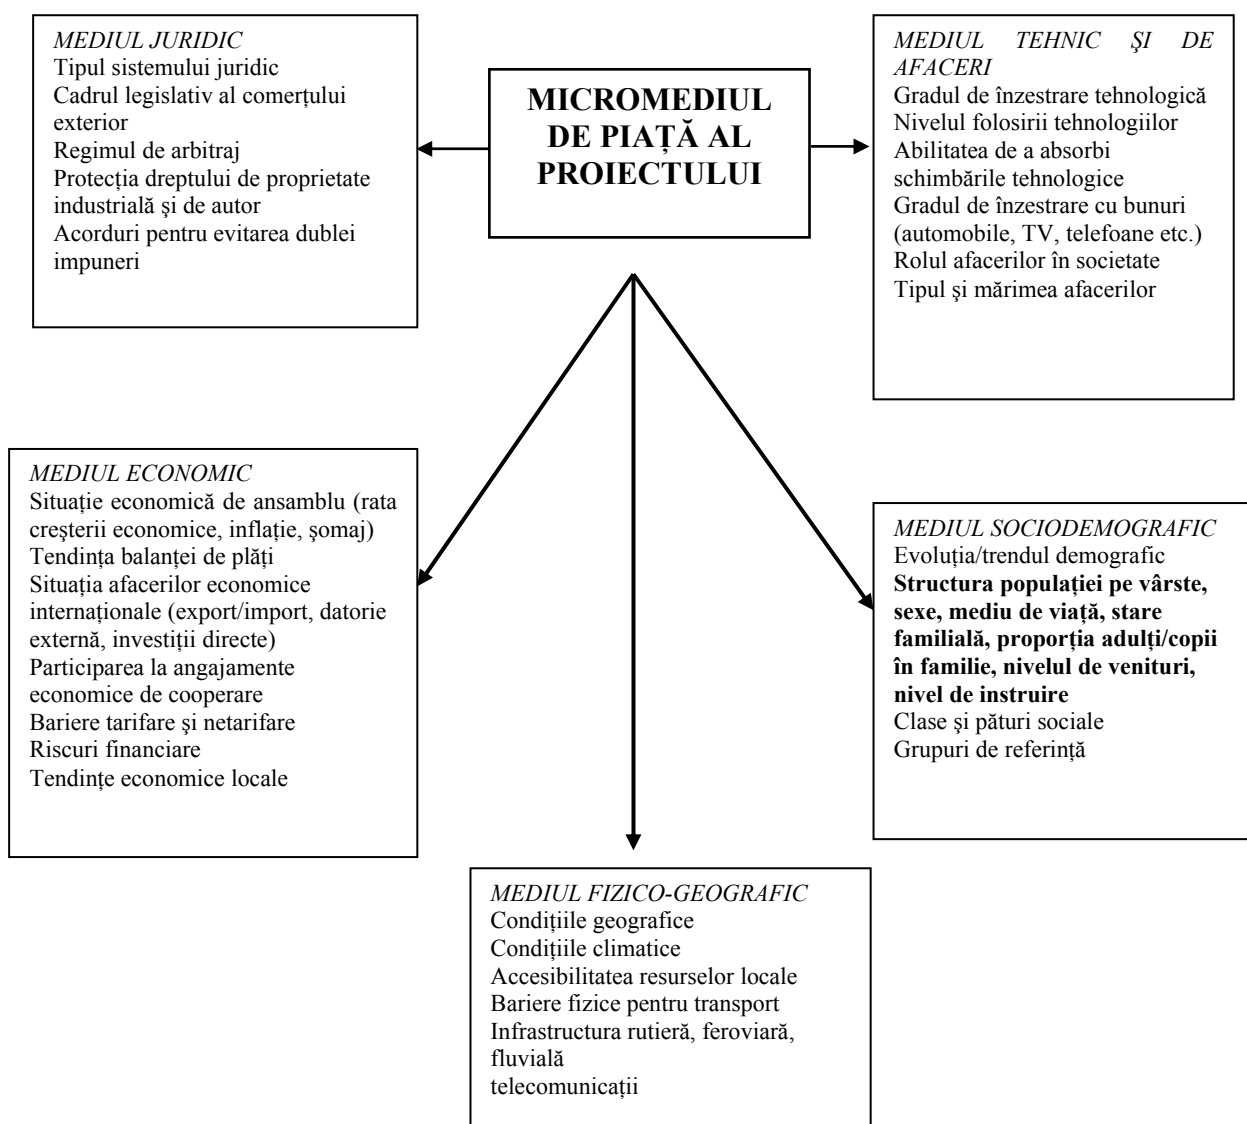 MEDIUL JURIDIC
Tipul sistemului juridic
Cadrul legislativ al comerțului
exterior
Regimul de arbitraj
Protecția dreptului de proprietate
industrială şi de autor
Acorduri pentru evitarea dublei
impuneri
MICROMEDIUL
DE PIAȚĂ AL
PROIECTULUI
MEDIUL TEHNIC ŞI DE
AFACERI
Gradul de înzestrare tehnologică
Nivelul folosirii tehnologiilor
Abilitatea de a absorbi
schimbările tehnologice
Gradul de înzestrare cu bunuri
(automobile, TV, telefoane etc.)
Rolul afacerilor în societate
Tipul şi mărimea afacerilor
MEDIUL ECONOMIC
Situație economică de ansamblu (rata
creşterii economice, inflație, şomaj)
Tendința balanței de plăți
Situația afacerilor economice
internaționale (export/import, datorie
externă, investiții directe)
Participarea la angajamente
economice de cooperare
Bariere tarifare şi netarifare
Riscuri financiare
Tendințe economice locale
MEDIUL SOCIODEMOGRAFIC
Evoluția/trendul demografic
Structura populației pe vârste,
sexe, mediu de viață, stare
familială, proporția adulți/copii
în familie, nivelul de venituri,
nivel de instruire
Clase şi pături sociale
Grupuri de referință
MEDIUL FIZICO-GEOGRAFIC
Condițiile geografice
Condițiile climatice
Accesibilitatea resurselor locale
Bariere fizice pentru transport
Infrastructura rutieră, feroviară,
fluvială
telecomunicații